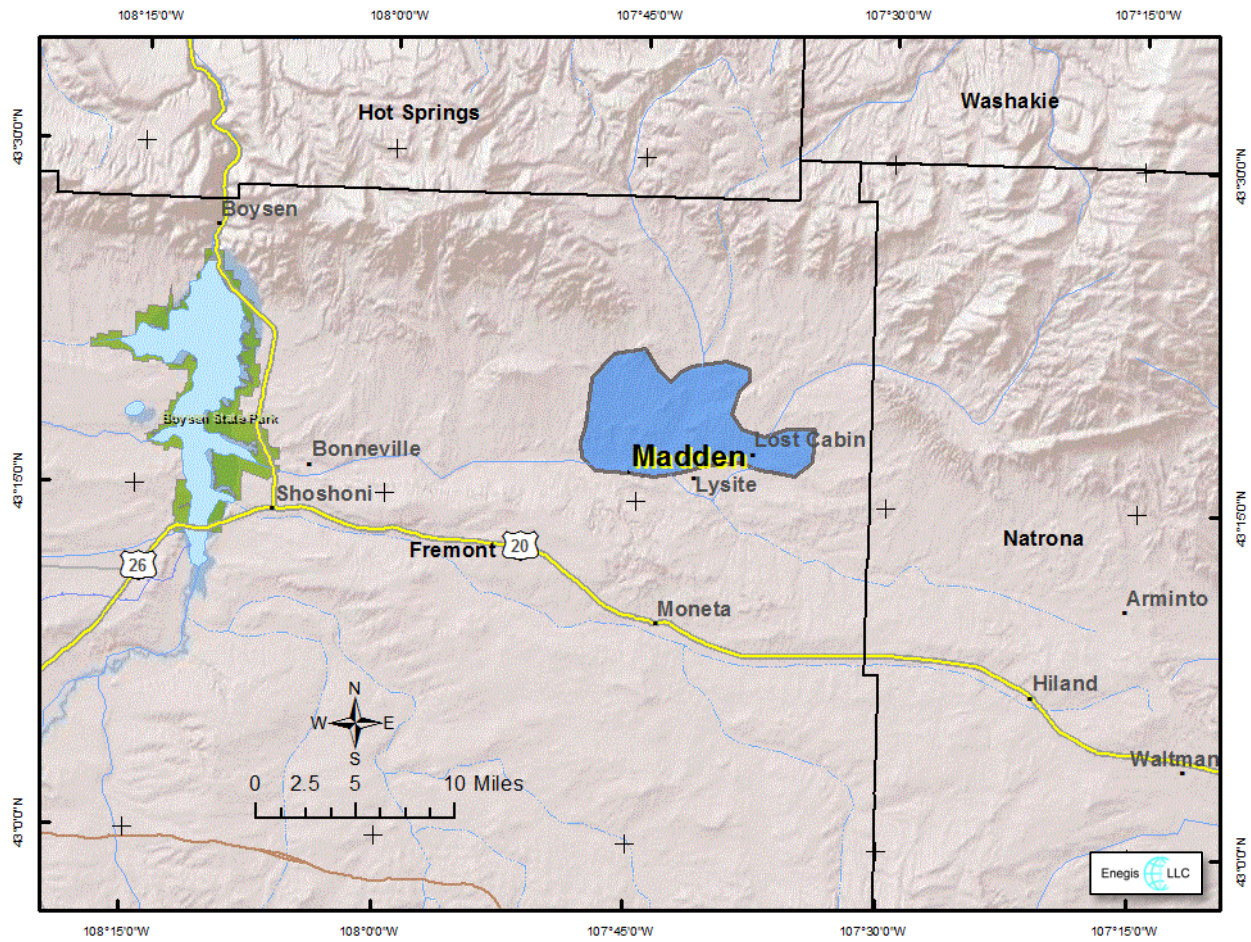 108°15'0"W 108°0'0"W 107°45'0"W 107°30'0"W 107°15'0"W
Hot Springs
Washakie
43°30'0"N
43°30'0"N
Boysen
Boysen State Park
Bonneville
Lost Cabin
Madden
Lysite
Shoshoni
43°15'0"N
43°15'0"N
Fremont
20
26
Natrona
Moneta
Arminto
Hiland
Waltman
N
W E
S
0 2.5 5 10 Miles
43°0'0"N
43°0'0"N
Enegis LLC
108°15'0"W 108°0'0"W 107°45'0"W 107°30'0"W 107°15'0"W